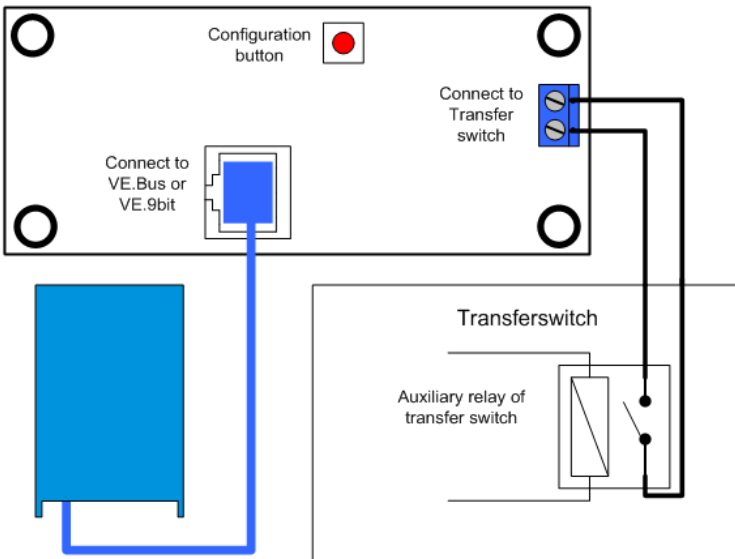 Configuration
button
Connect to
Transfer
switch
Connect to
VE.Bus or
VE.9bit
Transferswitch
Auxiliary relay of
transfer switch